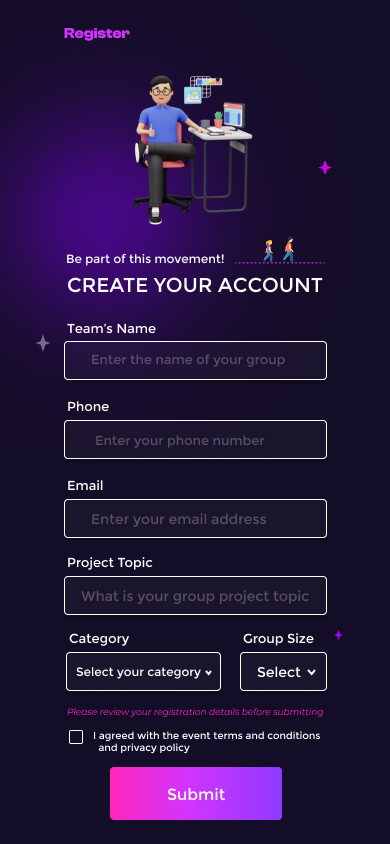 Register
Be part of this movement!
CREATE YOUR ACCOUNT
Team’s Name
Enter the name of your group
Phone
Enter your phone number
Email
Enter your email address
Project Topic
What is your group project topic
Category
Group Size
Select your category
Select
Please review your registration details before submitting
I agreed with the event terms and conditions
and privacy policy
Submit